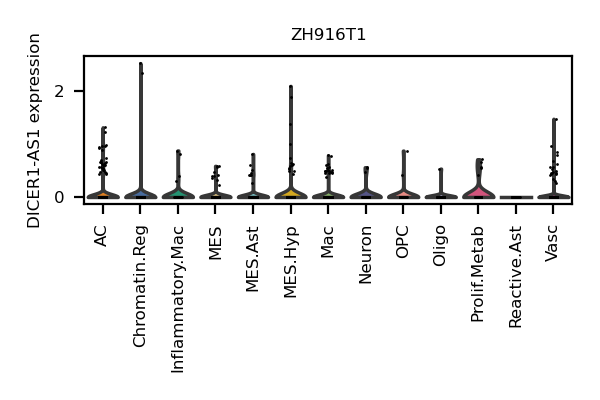 ZH916T1
DICER1-AS1 expression
2
0
AC
Chromatin.Reg
Inflammatory.Mac
MES
MES.Ast
MES.Hyp
Mac
Neuron
OPC
Oligo
Prolif.Metab
Reactive.Ast
Vasc